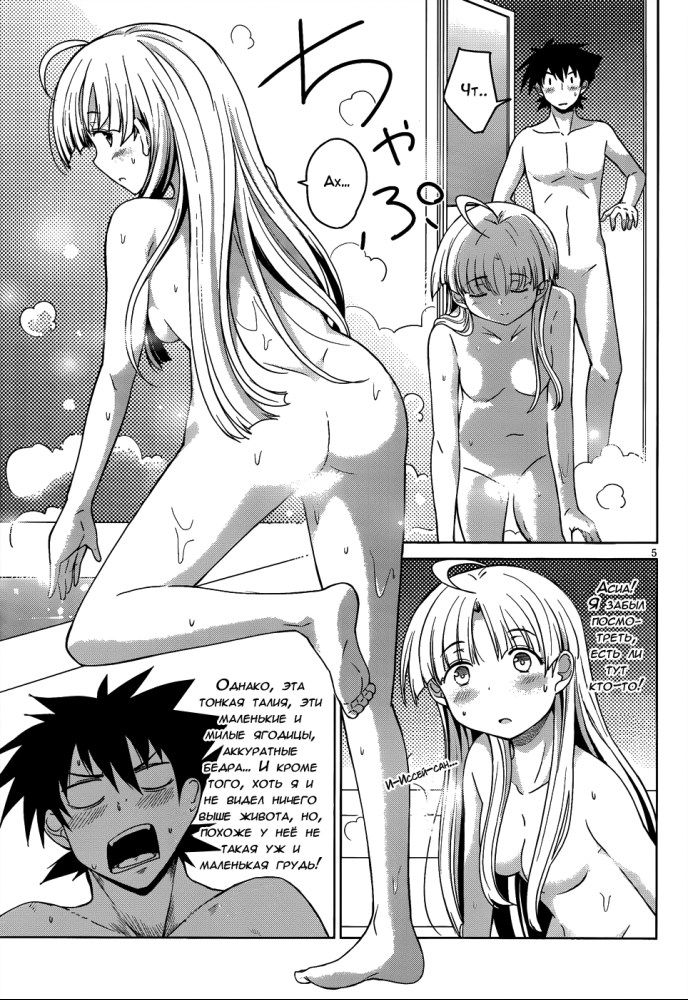 Чт..
ちゃぷ
Ах...
5
Асиа!
Я забыл
посмо-
треть,
есть ли
тут
кто-то!
И-Иссей-сан...
Однако, эта
тонкая талия, эти
маленькие и
милые ягодицы,
аккуратные
бедра... И кроме
того, хоть я и
не видел ничего
выше живота, но,
похоже у неё не
такая уж и
маленькая грудь!